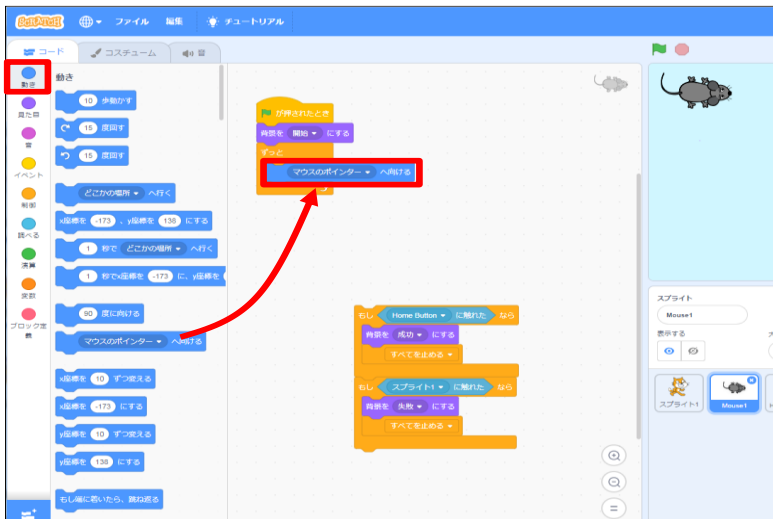 SCRATCH
ファイル 編集 チュートリアル
コード コスチューム 音
動き
見た目
音
イベント
制御
調べる
演算
変数
ブロック定義
動き
10 歩動かす
15 度回す
15 度回す
どこかの場所 へ行く
x座標を -173 、y座標を 138 にする
1 秒で どこかの場所 へ行く
1 秒でx座標を -173 に、y座標を
90 度に向ける
マウスのポインター へ向ける
x座標を 10 ずつ変える
x座標を -173 にする
y座標を 10 ずつ変える
y座標を 138 にする
もし端に着いたら、跳ね返る
が押されたとき
背景を 開始 にする
ずっと
マウスのポインター へ向ける
もし Home Button に触れた なら
背景を 成功 にする
すべてを止める
もし スプライト1 に触れた なら
背景を 失敗 にする
すべてを止める
スプライト
Mouse1
表示する
スプライト1
Mouse1